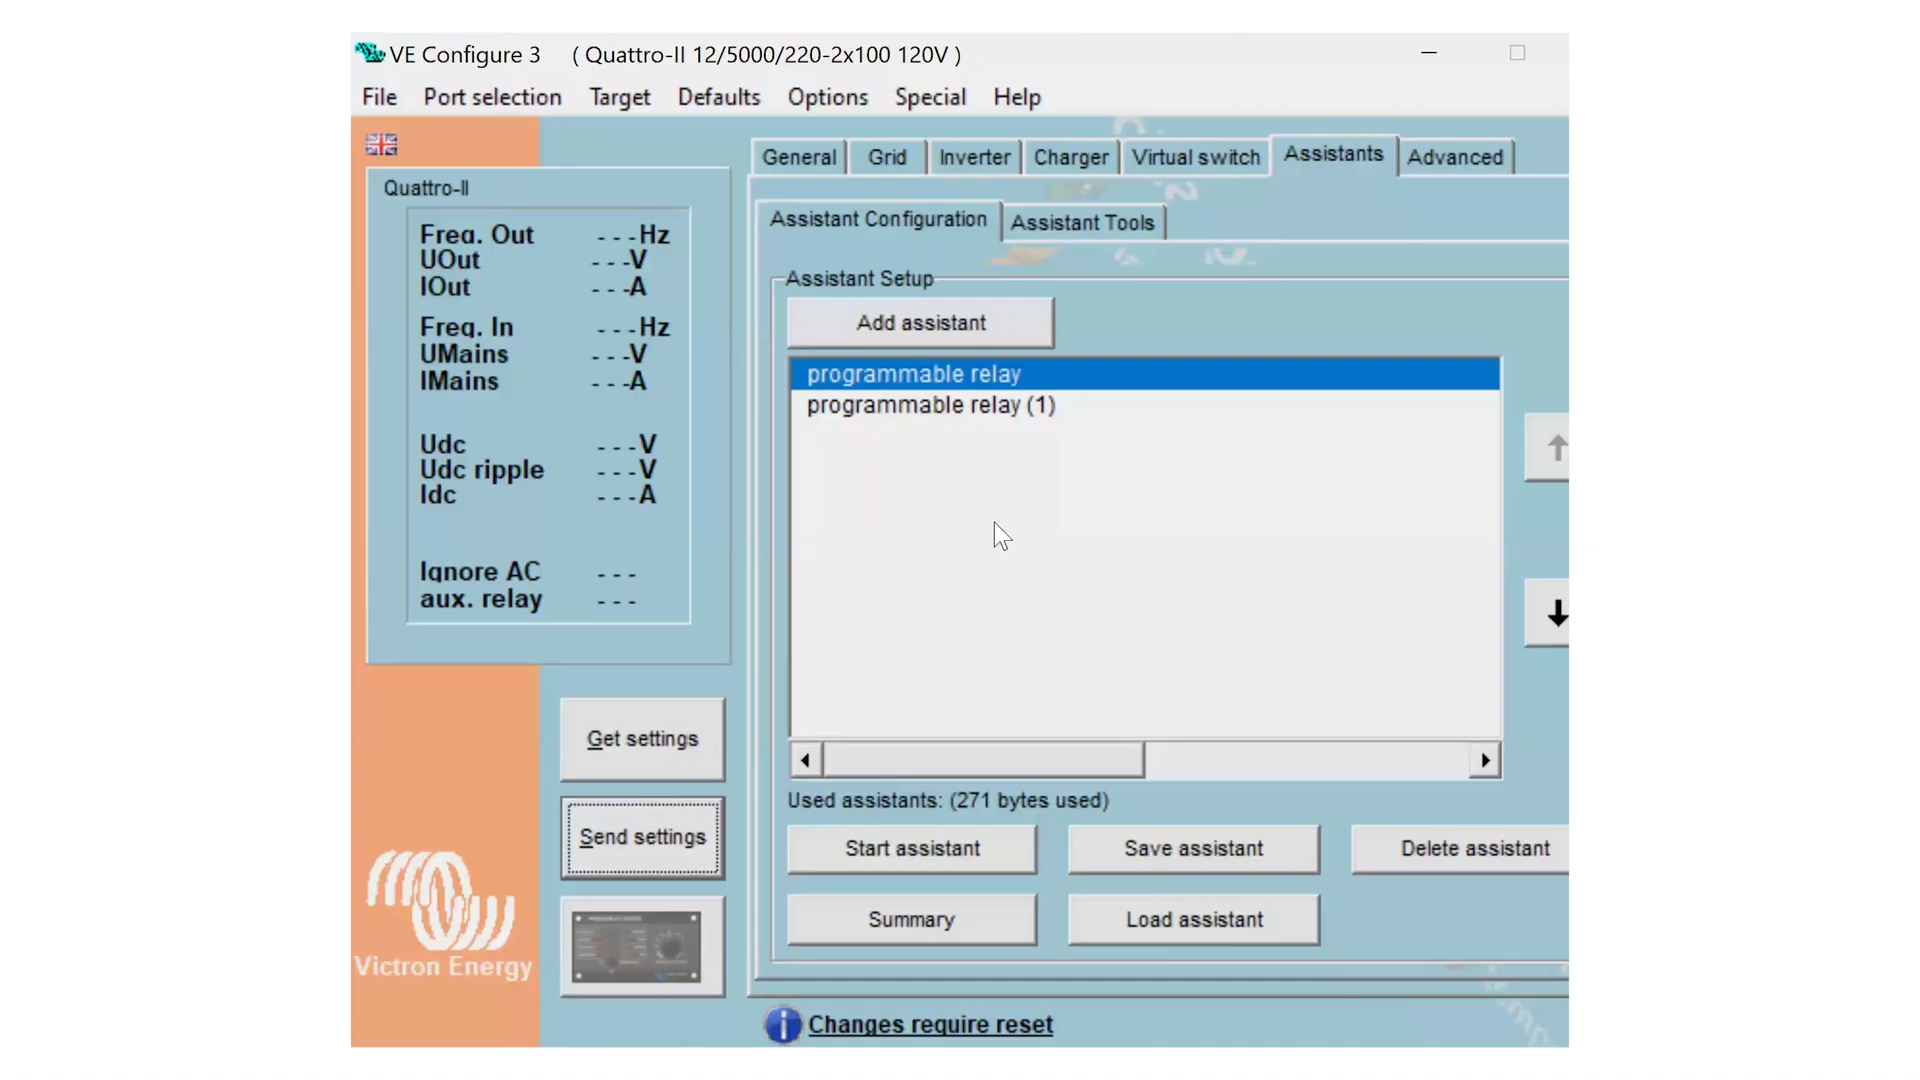 VE Configure 3 ( Quattro-II 12/5000/220-2x100 120V )
File Port selection Target Defaults Options Special Help
General Grid Inverter Charger Virtual switch Assistants Advanced
Quattro-II
Freq. Out ---Hz
UOut ---V
IOut ---A
Freq. In ---Hz
UMains ---V
IMains ---A
Udc ---V
Udc ripple ---V
Idc ---A
Ignore AC ---
aux. relay ---
Assistant Configuration Assistant Tools
Assistant Setup
Add assistant
programmable relay
programmable relay (1)
Used assistants: (271 bytes used)
Start assistant Save assistant Delete assistant
Summary Load assistant
Get settings
Send settings
Victron Energy
Changes require reset